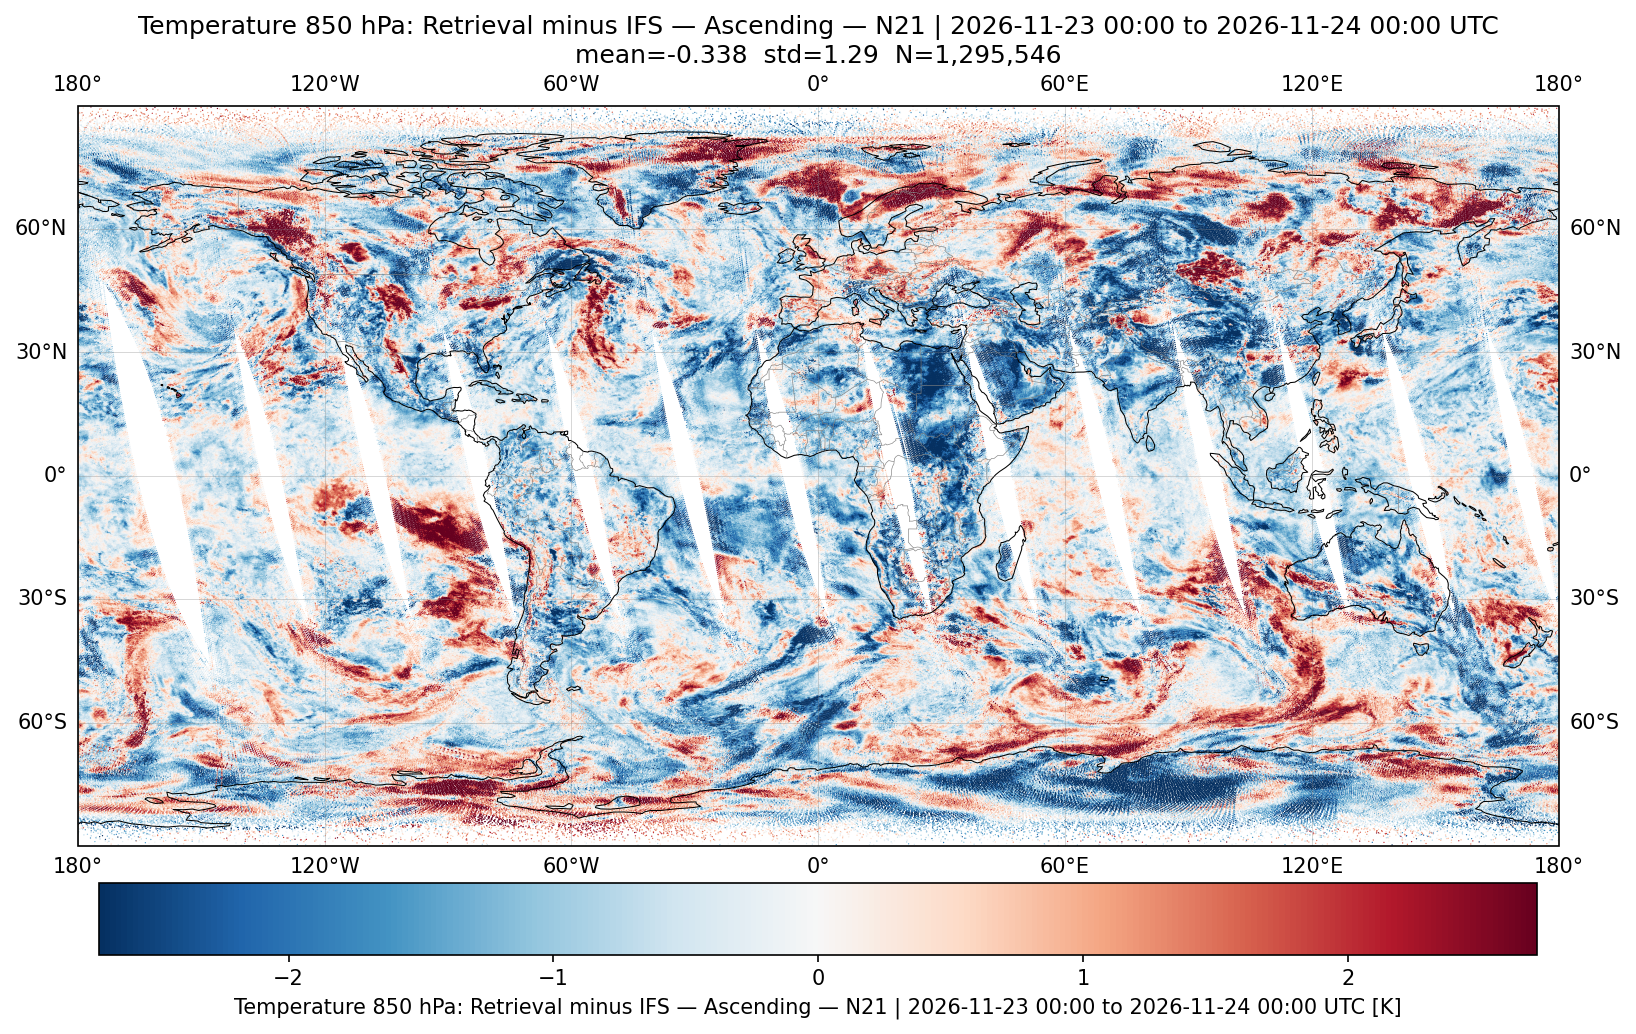 Temperature 850 hPa: Retrieval minus IFS — Ascending — N21 | 2026-11-23 00:00 to 2026-11-24 00:00 UTC
mean=-0.338  std=1.29  N=1,295,546
180° 120°W 60°W 0° 60°E 120°E 180°
60°N 60°N
30°N 30°N
0° 0°
30°S 30°S
60°S 60°S
180° 120°W 60°W 0° 60°E 120°E 180°
−2 −1 0 1 2
Temperature 850 hPa: Retrieval minus IFS — Ascending — N21 | 2026-11-23 00:00 to 2026-11-24 00:00 UTC [K]